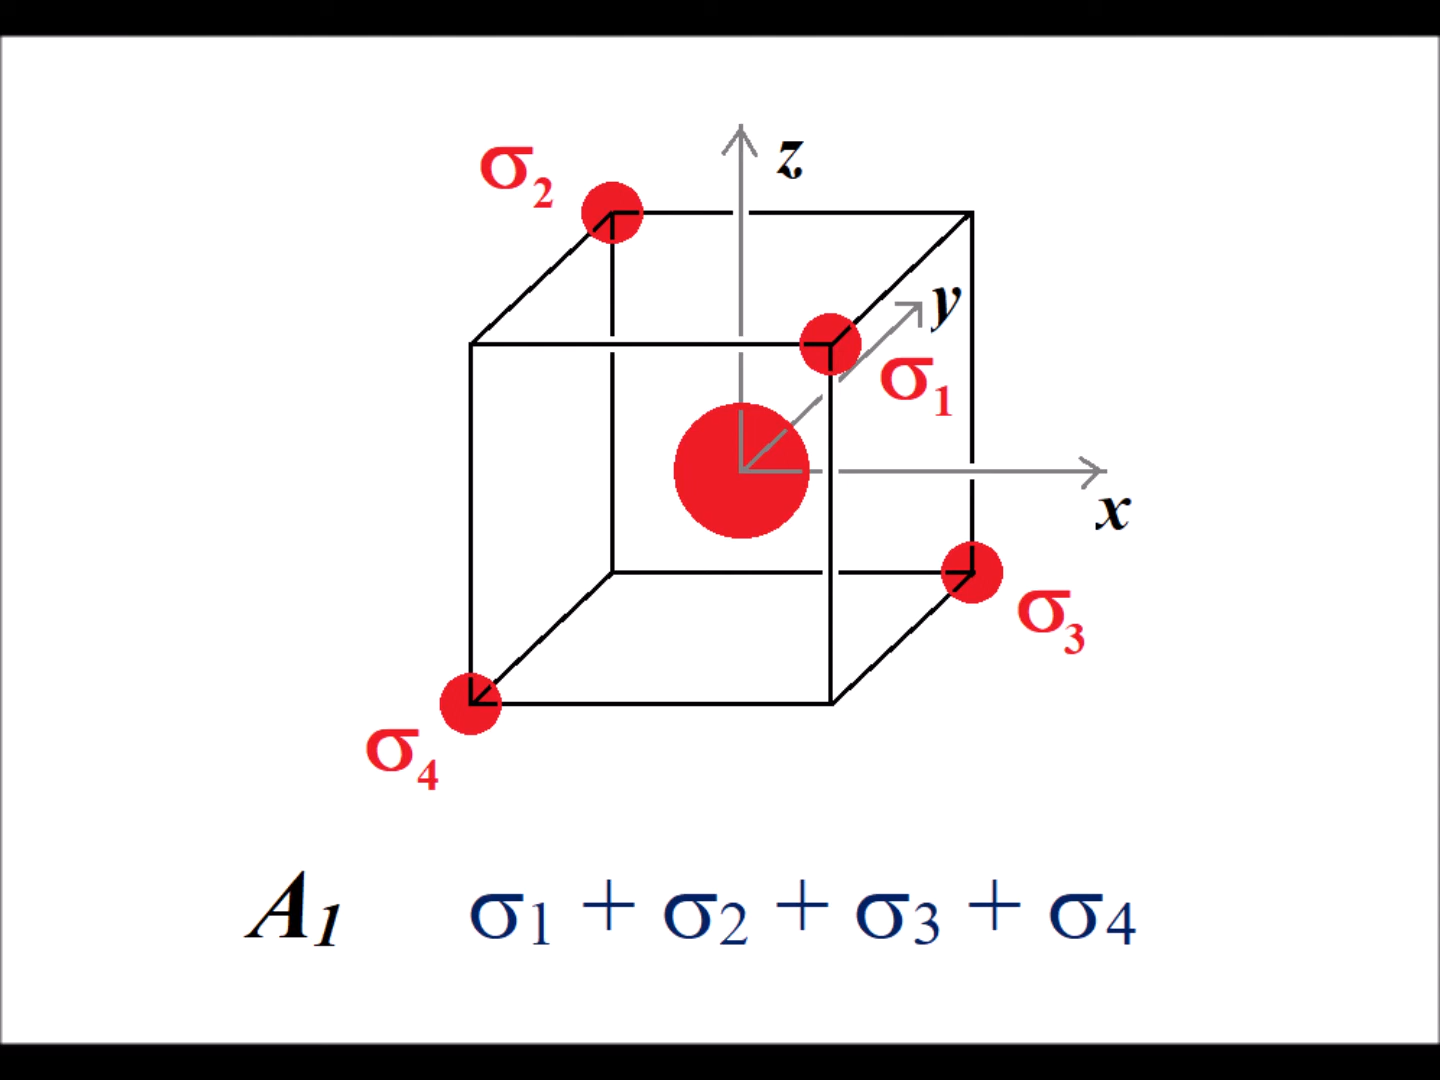 z
σ₂
y
σ₁
x
σ₃
σ₄
A₁ σ₁ + σ₂ + σ₃ + σ₄